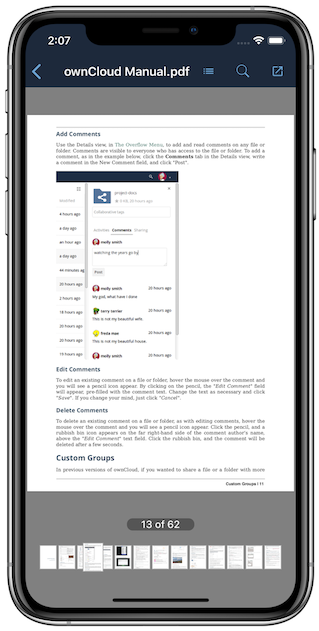 2:07
ownCloud Manual.pdf
Add Comments
Use the Details view, in The Overflow Menu, to add and read comments on any file or
folder. Comments are visible to everyone who has access to the file or folder. To add a
comment, as in the example below, click the Comments tab in the Details view, write
a comment in the New Comment field, and click "Post".
Modified
4 hours ago
a day ago
an hour ago
a day ago
44 minutes ag
20 hours ago
2 hours ago
18 hours ago
20 hours ago
20 hours ago
19 hours ago
project-docs
0 KB, 20 hours ago
Collaborative tags
Activities Comments Sharing
molly smith
watching the years go by
Post
molly smith 20 hours ago
My god, what have I done
terry carrier 20 hours ago
This is not my beautiful wife.
freda mae 20 hours ago
This is not my beautiful house.
molly smith 20 hours ago
Edit Comments
To edit an existing comment on a file or folder, hover the mouse over the comment and
you will see a pencil icon appear. By clicking on the pencil, the "Edit Comment" field
will appear, pre-filled with the comment text. Change the text as necessary and click
"Save". If you change your mind, just click "Cancel".
Delete Comments
To delete an existing comment on a file or folder, as with editing comments, hover the
mouse over the comment and you will see a pencil icon appear. Click the pencil, and a
rubbish bin icon appears on the far right-hand side of the comment author's name,
above the "Edit Comment" text field. Click the rubbish bin, and the comment will be
deleted after a few seconds.
Custom Groups
In previous versions of ownCloud, if you wanted to share a file or a folder with more
Custom Groups | 11
13 of 62